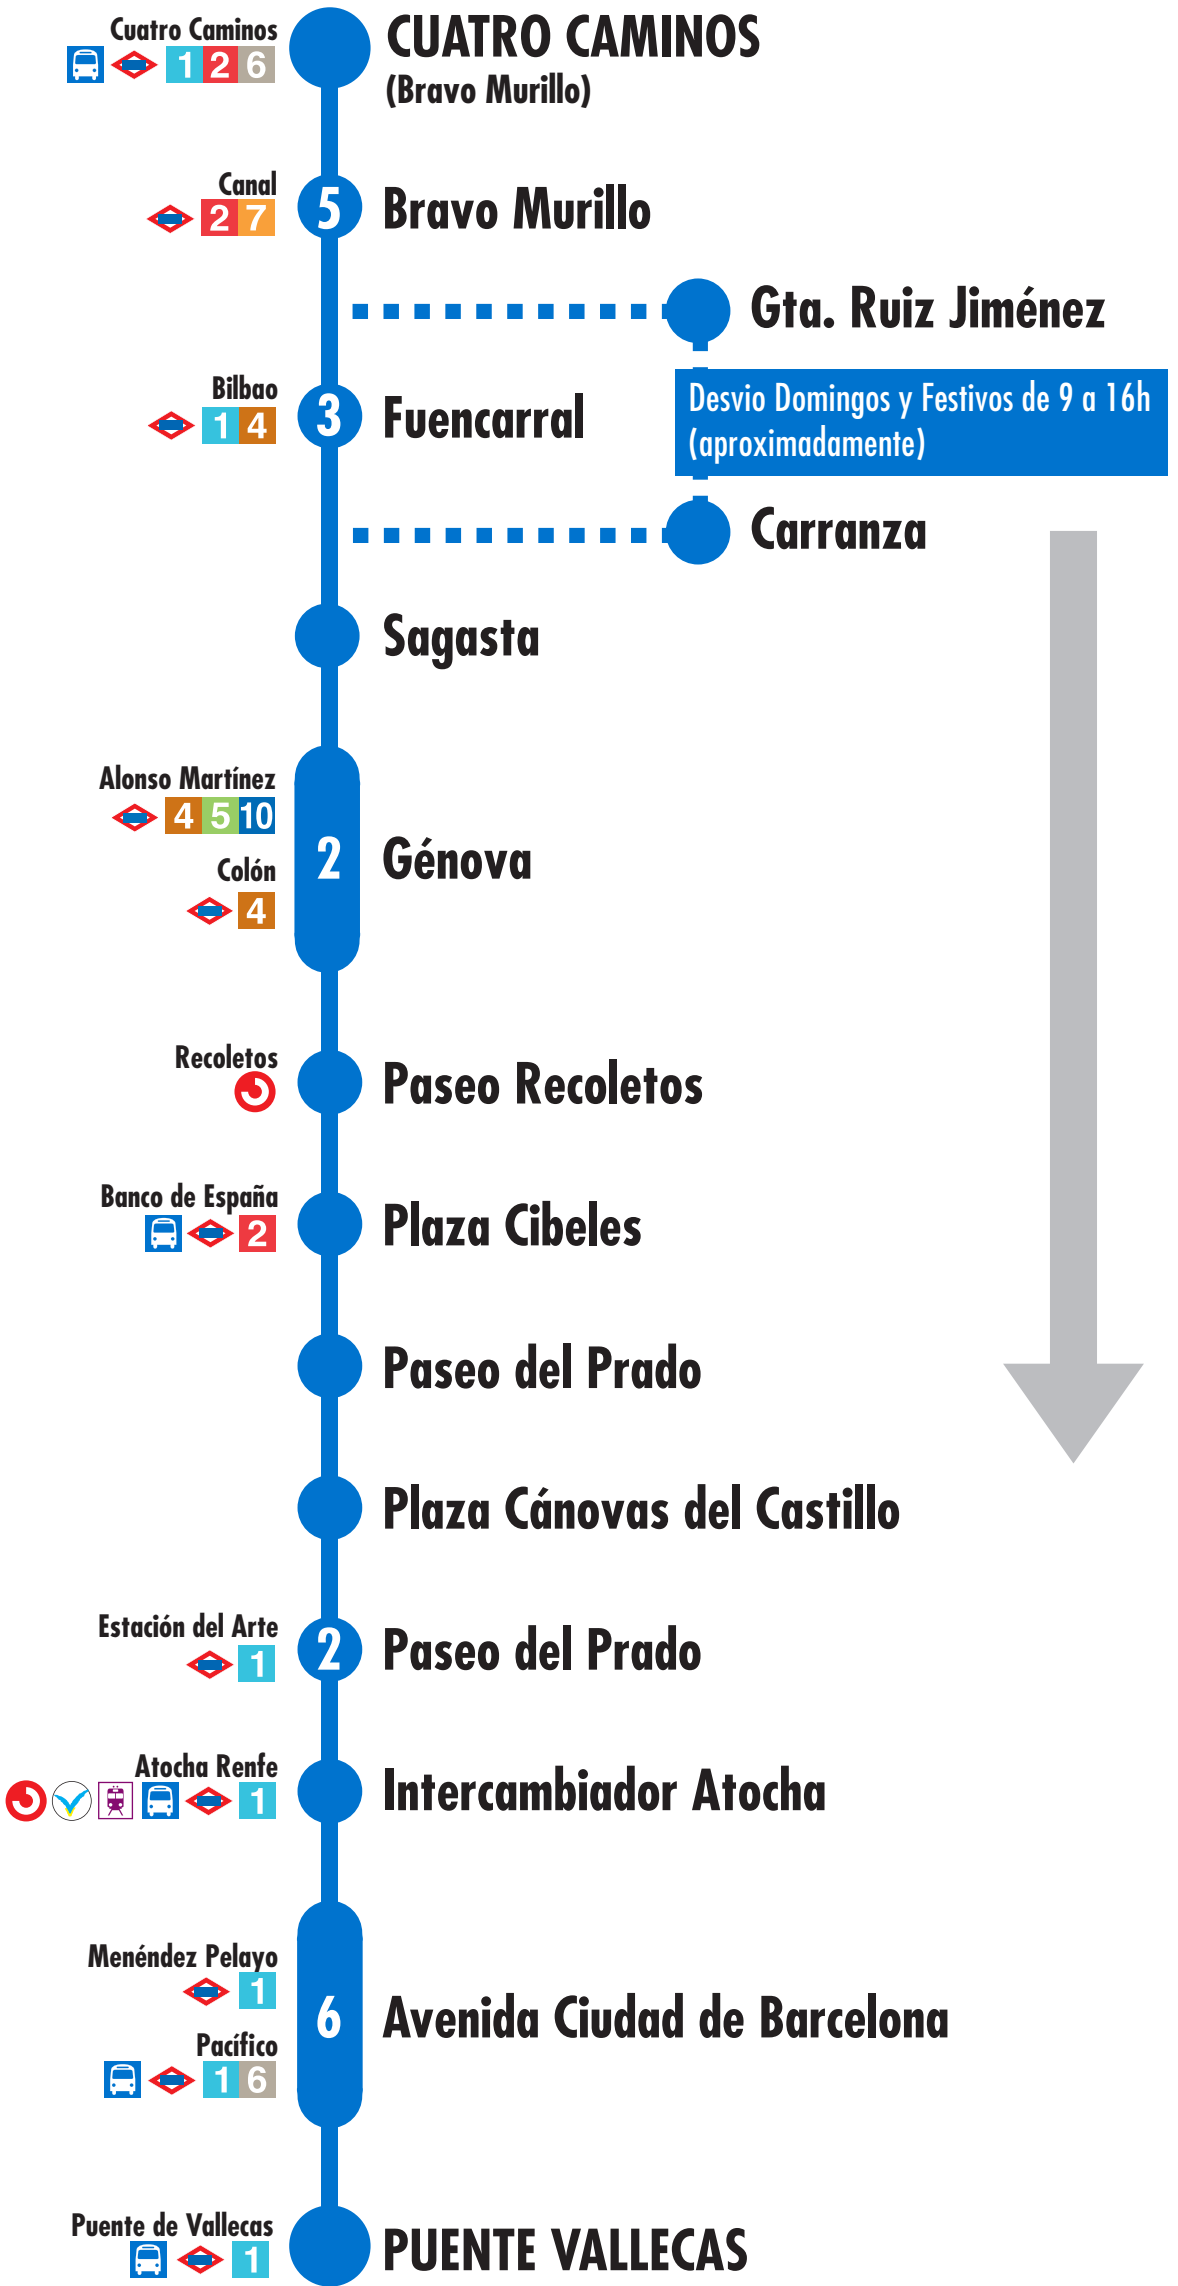 Cuatro Caminos
1 2 6
CUATRO CAMINOS
(Bravo Murillo)
Canal
2 7
5
Bravo Murillo
Gta. Ruiz Jiménez
Desvio Domingos y Festivos de 9 a 16h
(aproximadamente)
Bilbao
1 4
3
Fuencarral
Carranza
Sagasta
Alonso Martínez
4 5 10
Colón
4
2
Génova
Recoletos
Paseo Recoletos
Banco de España
2
Plaza Cibeles
Paseo del Prado
Plaza Cánovas del Castillo
Estación del Arte
1
2
Paseo del Prado
Atocha Renfe
1
Intercambiador Atocha
Menéndez Pelayo
1
Pacífico
1 6
6
Avenida Ciudad de Barcelona
Puente de Vallecas
1
PUENTE VALLECAS